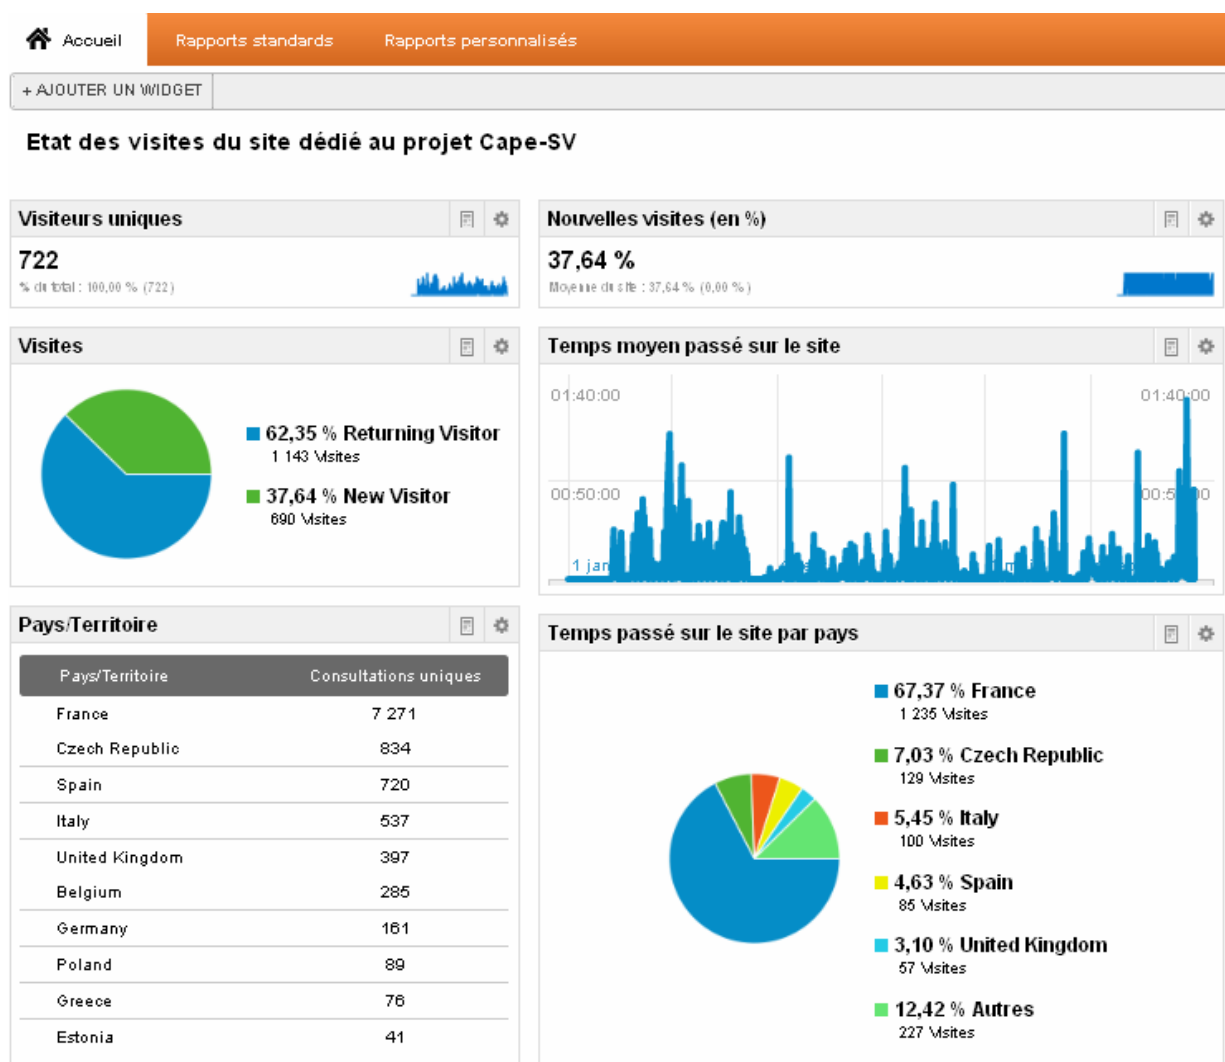 Accueil Rapports standards Rapports personnalisés
+ AJOUTER UN WIDGET
Etat des visites du site dédié au projet Cape-SV
Visiteurs uniques
722
% du total : 100,00 % (722)
Nouvelles visites (en %)
37,64 %
Moyenne du site : 37,64 % (0,00 %)
Visites
62,35 % Returning Visitor
1 143 Visites
37,64 % New Visitor
690 Visites
Temps moyen passé sur le site
01:40:00 01:40:00
00:50:00
1 jan
Pays/Territoire
Pays/Territoire Consultations uniques
France 7 271
Czech Republic 834
Spain 720
Italy 537
United Kingdom 397
Belgium 285
Germany 161
Poland 89
Greece 76
Estonia 41
Temps passé sur le site par pays
67,37 % France
1 235 Visites
7,03 % Czech Republic
129 Visites
5,45 % Italy
100 Visites
4,63 % Spain
85 Visites
3,10 % United Kingdom
57 Visites
12,42 % Autres
227 Visites